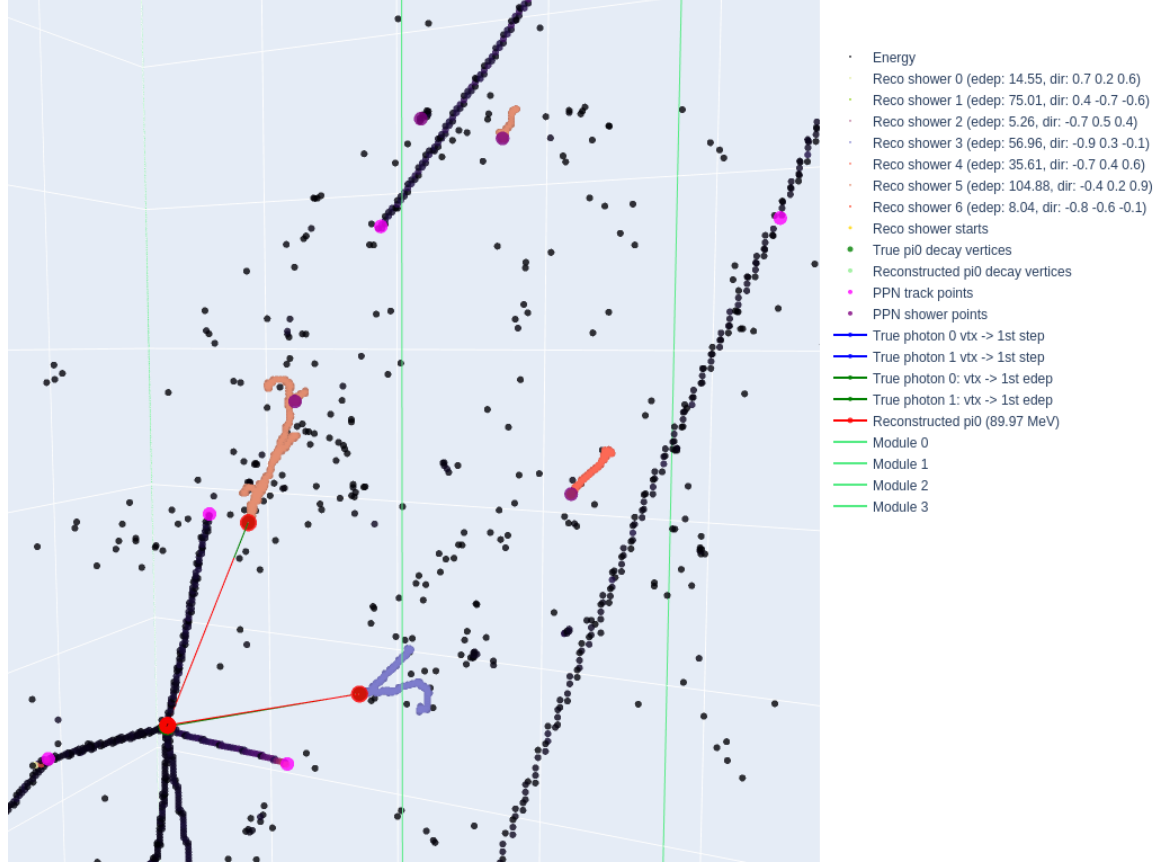 Energy
Reco shower 0 (edep: 14.55, dir: 0.7 0.2 0.6)
Reco shower 1 (edep: 75.01, dir: 0.4 -0.7 -0.6)
Reco shower 2 (edep: 5.26, dir: -0.7 0.5 0.4)
Reco shower 3 (edep: 56.96, dir: -0.9 0.3 -0.1)
Reco shower 4 (edep: 35.61, dir: -0.7 0.4 0.6)
Reco shower 5 (edep: 104.88, dir: -0.4 0.2 0.9)
Reco shower 6 (edep: 8.04, dir: -0.8 -0.6 -0.1)
Reco shower starts
True pi0 decay vertices
Reconstructed pi0 decay vertices
PPN track points
PPN shower points
True photon 0 vtx -> 1st step
True photon 1 vtx -> 1st step
True photon 0: vtx -> 1st edep
True photon 1: vtx -> 1st edep
Reconstructed pi0 (89.97 MeV)
Module 0
Module 1
Module 2
Module 3